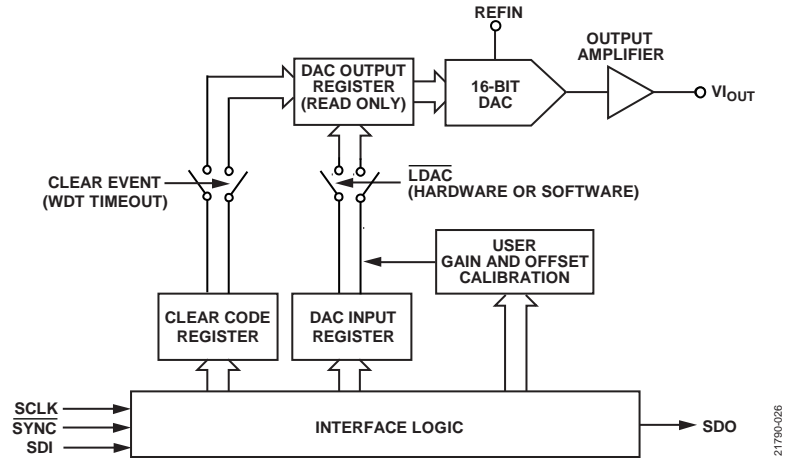 REFIN
DAC OUTPUT
REGISTER
(READ ONLY)
16-BIT
DAC
OUTPUT
AMPLIFIER
VIOUT
CLEAR EVENT
(WDT TIMEOUT)
LDAC
(HARDWARE OR SOFTWARE)
USER
GAIN AND OFFSET
CALIBRATION
CLEAR CODE
REGISTER
DAC INPUT
REGISTER
SCLK
SYNC
SDI
INTERFACE LOGIC
SDO
21790-026